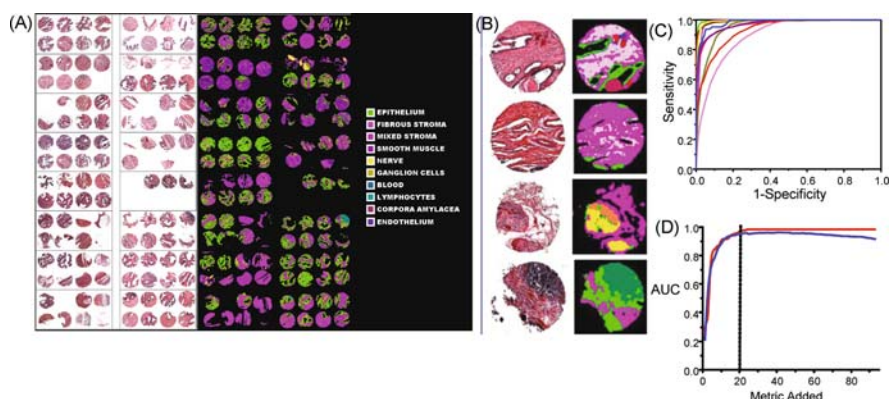 (A)
EPITHELIUM
FIBROUS STROMA
MIXED STROMA
SMOOTH MUSCLE
NERVE
GANGLION CELLS
BLOOD
LYMPHOCYTES
CORPORA AMYLACEA
ENDOTHELIUM
(B)
(C)
Sensitivity
1.0
0.8
0.6
0.4
0.2
0.0
0.0 0.2 0.4 0.6 0.8 1.0
1-Specificity
(D)
AUC
1.0
0.8
0.6
0.4
0.2
0.0
0 20 40 60 80
Metric Added